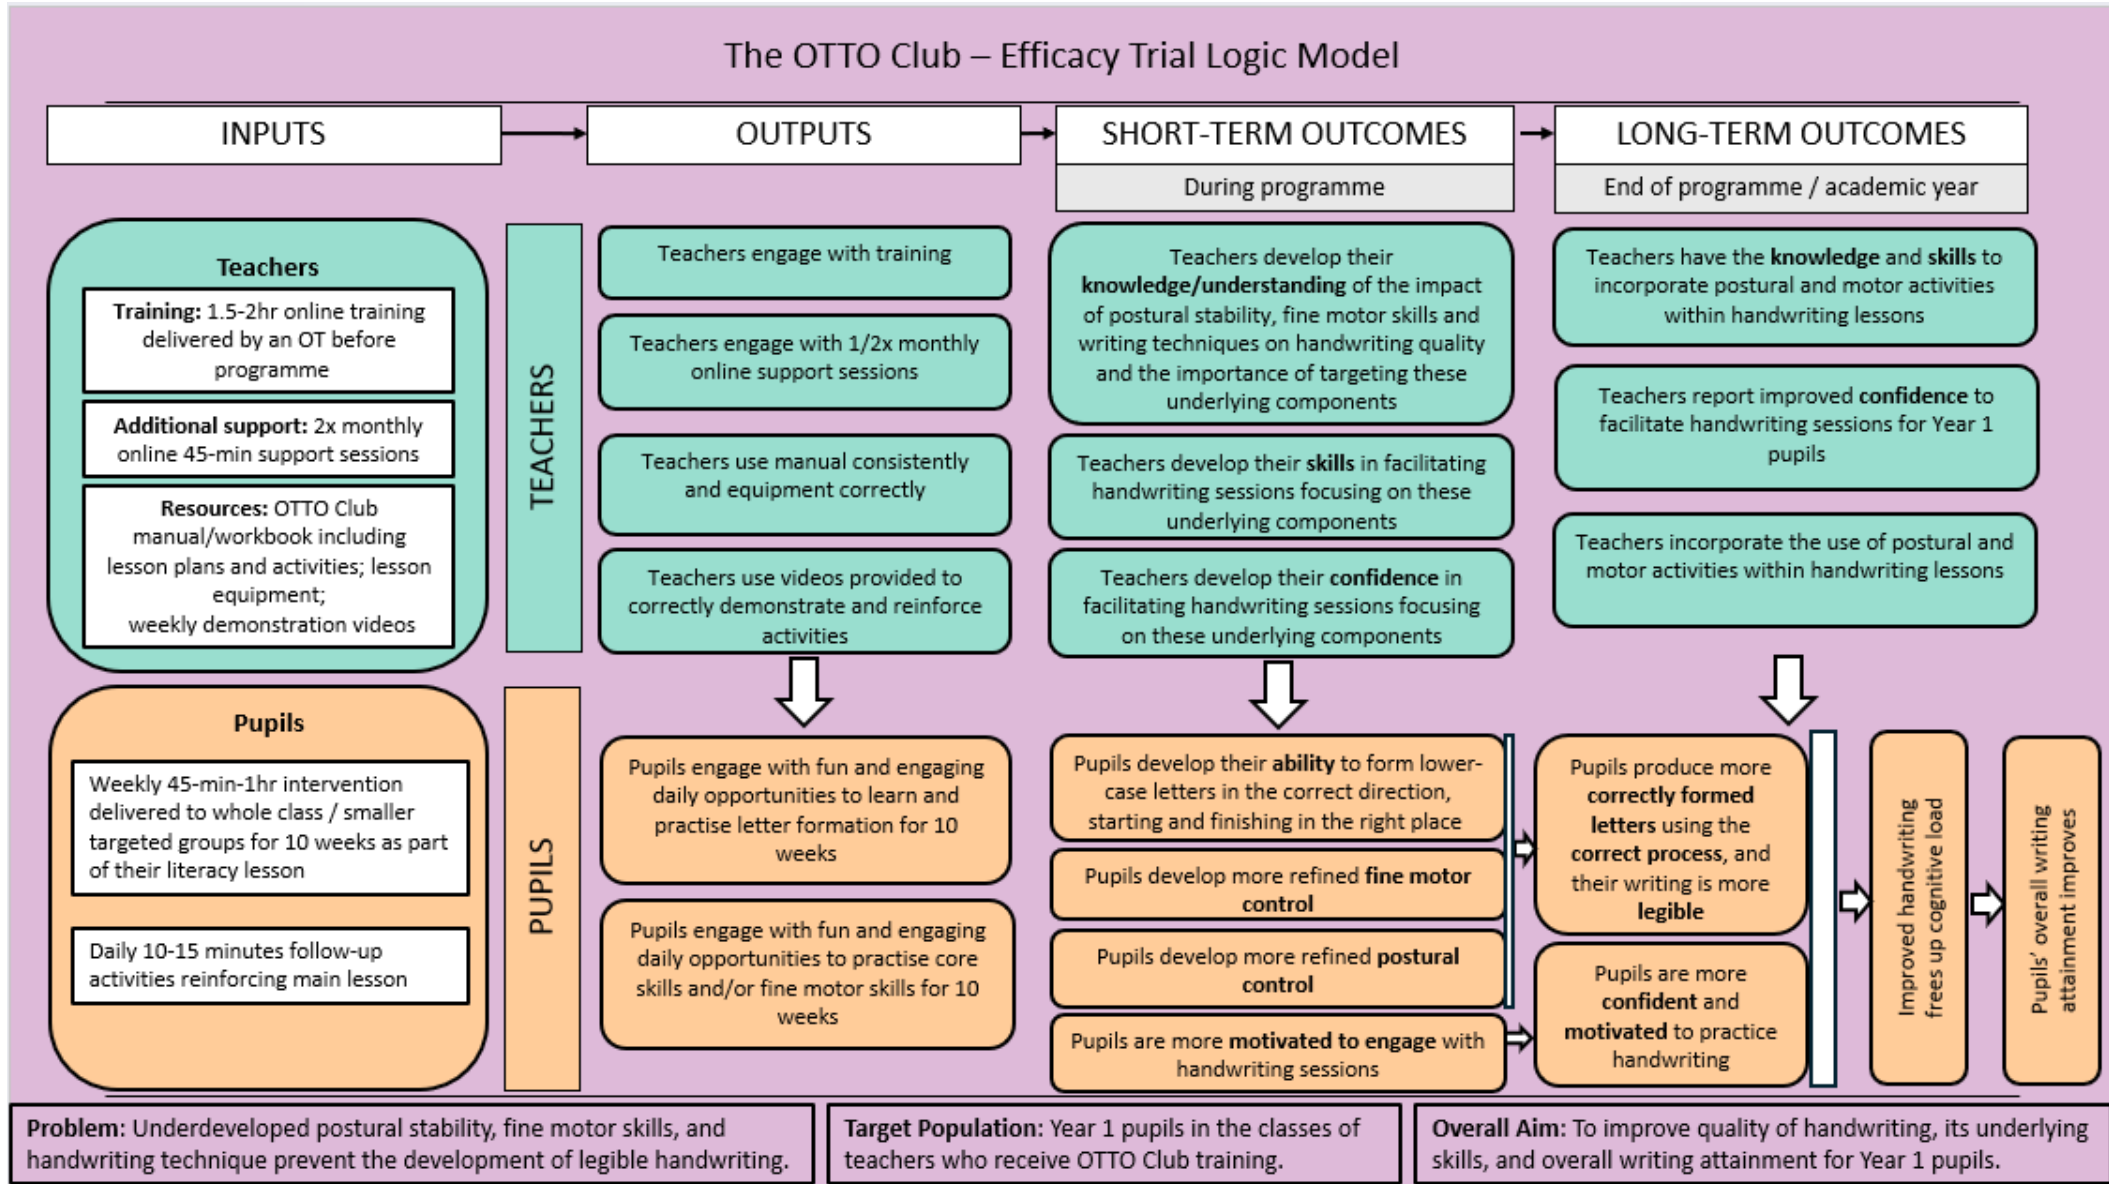 The OTTO Club – Efficacy Trial Logic Model
INPUTS
OUTPUTS
SHORT-TERM OUTCOMES
LONG-TERM OUTCOMES
During programme
End of programme / academic year
Teachers
Training: 1.5-2hr online training
delivered by an OT before
programme
Additional support: 2x monthly
online 45-min support sessions
Resources: OTTO Club
manual/workbook including
lesson plans and activities; lesson
equipment;
weekly demonstration videos
TEACHERS
Teachers engage with training
Teachers engage with 1/2x monthly
online support sessions
Teachers use manual consistently
and equipment correctly
Teachers use videos provided to
correctly demonstrate and reinforce
activities
Teachers develop their
knowledge/understanding of the impact
of postural stability, fine motor skills and
writing techniques on handwriting quality
and the importance of targeting these
underlying components
Teachers develop their skills in facilitating
handwriting sessions focusing on these
underlying components
Teachers develop their confidence in
facilitating handwriting sessions focusing
on these underlying components
Teachers have the knowledge and skills to
incorporate postural and motor activities
within handwriting lessons
Teachers report improved confidence to
facilitate handwriting sessions for Year 1
pupils
Teachers incorporate the use of postural and
motor activities within handwriting lessons
Pupils
Weekly 45-min-1hr intervention
delivered to whole class / smaller
targeted groups for 10 weeks as part
of their literacy lesson
Daily 10-15 minutes follow-up
activities reinforcing main lesson
PUPILS
Pupils engage with fun and engaging
daily opportunities to learn and
practise letter formation for 10
weeks
Pupils engage with fun and engaging
daily opportunities to practise core
skills and/or fine motor skills for 10
weeks
Pupils develop their ability to form lower-
case letters in the correct direction,
starting and finishing in the right place
Pupils develop more refined fine motor
control
Pupils develop more refined postural
control
Pupils are more motivated to engage with
handwriting sessions
Pupils produce more
correctly formed
letters using the
correct process, and
their writing is more
legible
Pupils are more
confident and
motivated to practice
handwriting
Improved handwriting
frees up cognitive load
Pupils' overall writing
attainment improves
Problem: Underdeveloped postural stability, fine motor skills, and
handwriting technique prevent the development of legible handwriting.
Target Population: Year 1 pupils in the classes of
teachers who receive OTTO Club training.
Overall Aim: To improve quality of handwriting, its underlying
skills, and overall writing attainment for Year 1 pupils.